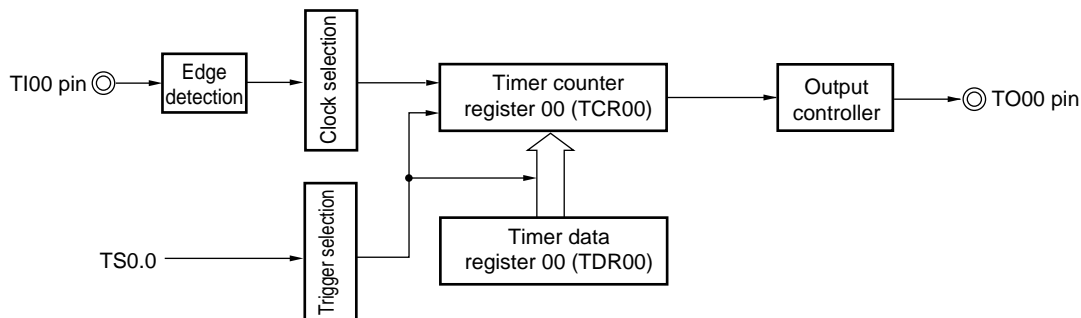 TI00 pin
Edge
detection
Clock selection
Timer counter
register 00 (TCR00)
Output
controller
TO00 pin
TS0.0
Trigger selection
Timer data
register 00 (TDR00)